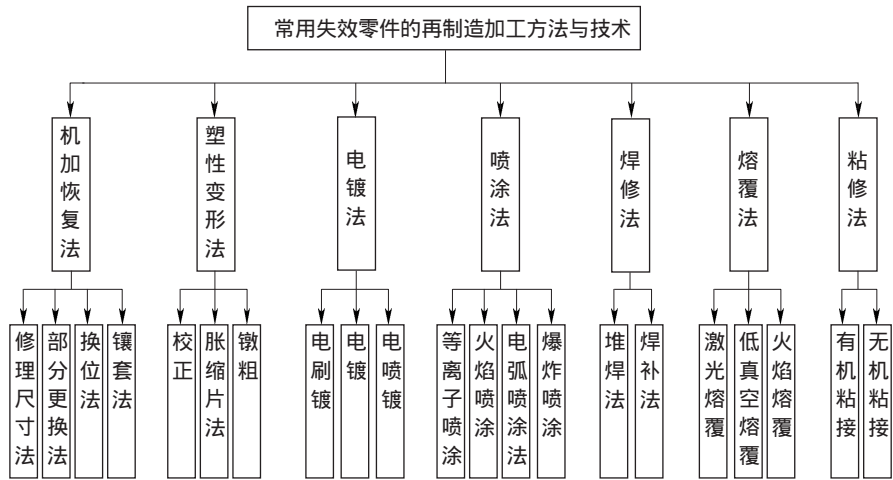 常用失效零件的再制造加工方法与技术
机加恢复法
塑性变形法
电镀法
喷涂法
焊修法
熔覆法
粘修法
修理尺寸法
部分更换法
换位法
镶套法
校正
胀缩片法
镦粗
电刷镀
电镀
电喷镀
等离子喷涂
火焰喷涂
电弧喷涂法
爆炸喷涂
堆焊法
焊补法
激光熔覆
低真空熔覆
火焰熔覆
有机粘接
无机粘接